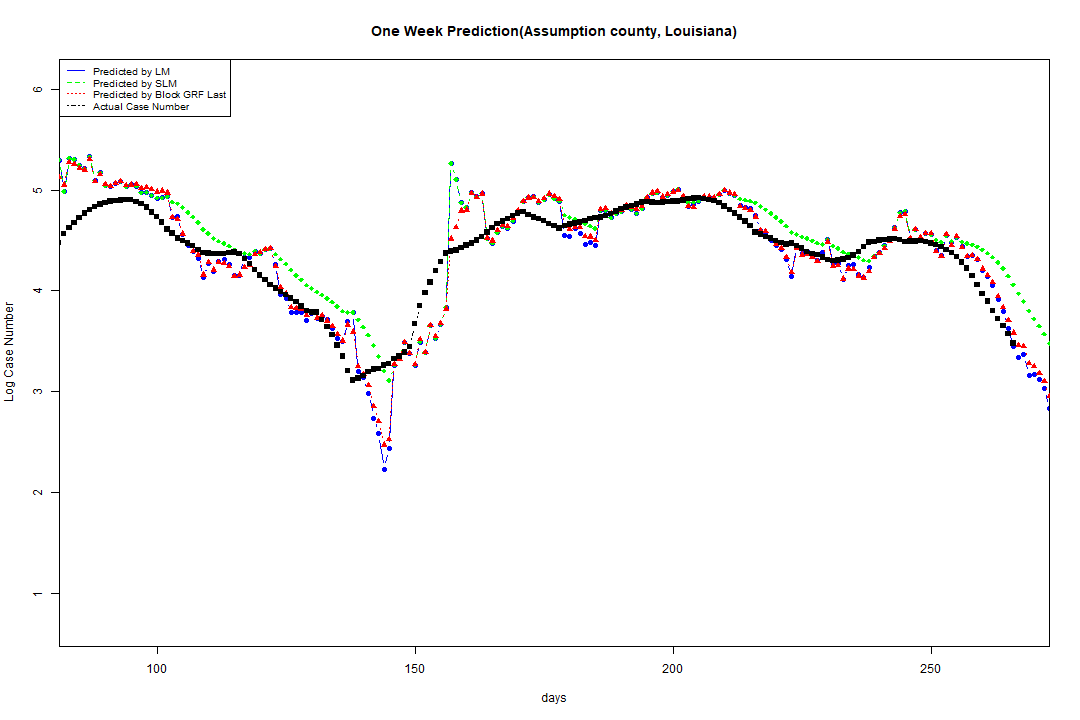 One Week Prediction(Assumption county, Louisiana)
Predicted by LM
Predicted by SLM
Predicted by Block GRF Last
Actual Case Number
6
5
4
3
2
1
Log Case Number
100 150 200 250
days